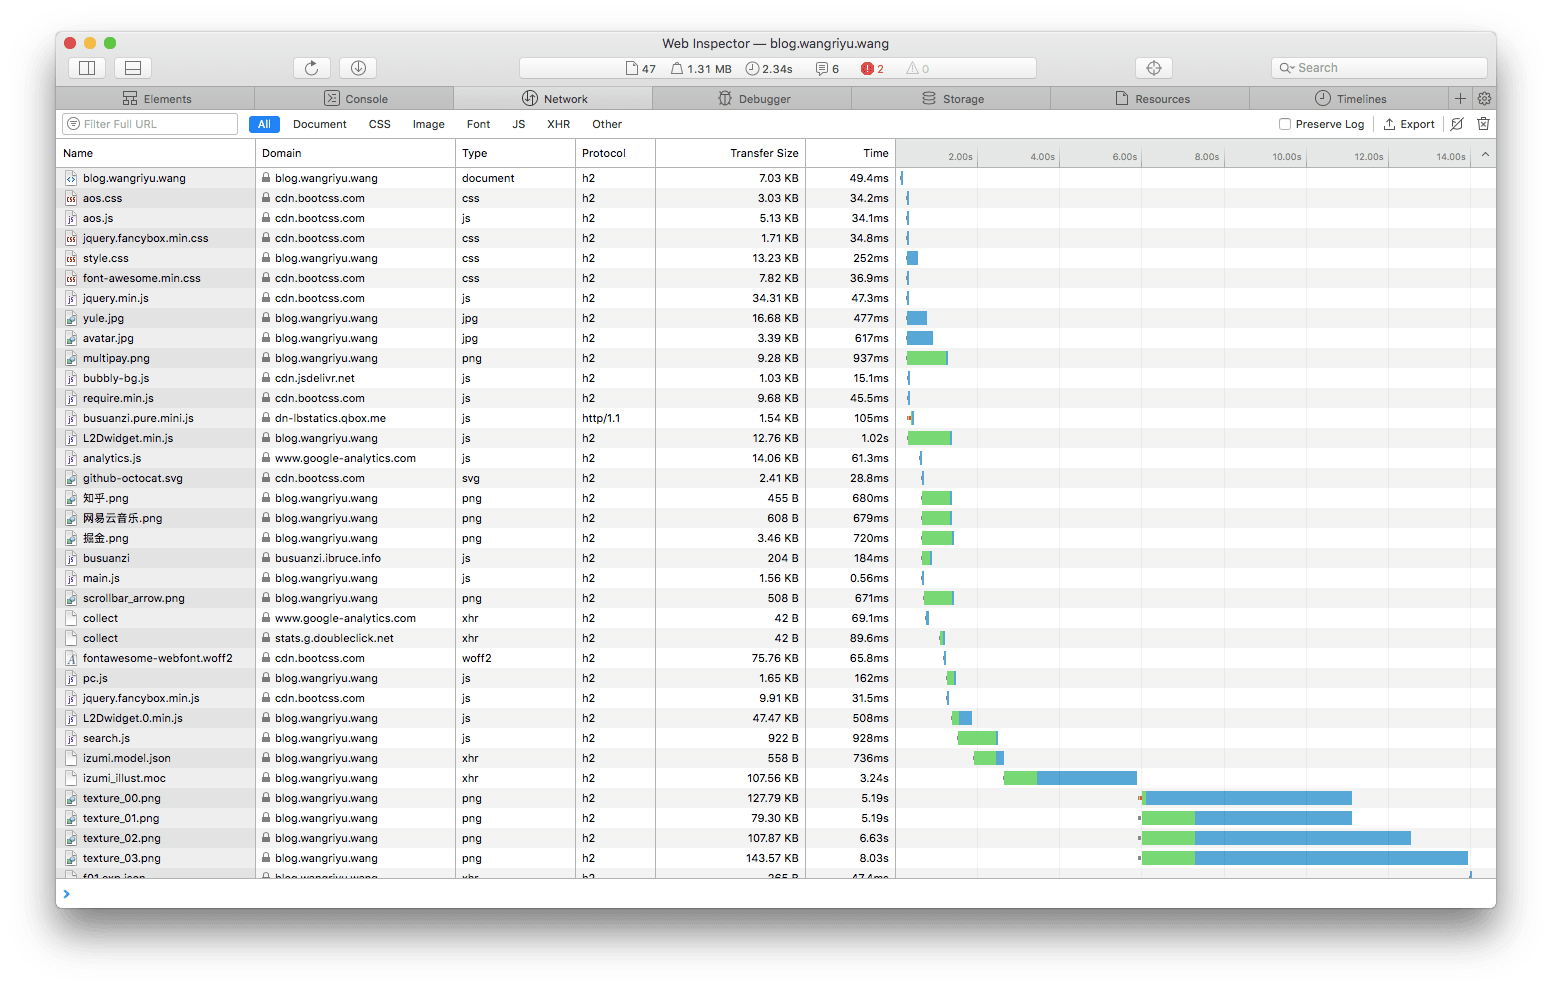 Web Inspector — blog.wangriyu.wang
47 1.31 MB 2.34s 6 2 0 Search
Elements Console Network Debugger Storage Resources Timelines
Filter Full URL All Document CSS Image Font JS XHR Other Preserve Log Export
Name Domain Type Protocol Transfer Size Time 2.00s 4.00s 6.00s 8.00s 10.00s 12.00s 14.00s
blog.wangriyu.wang blog.wangriyu.wang document h2 7.03 KB 49.4ms
aos.css cdn.bootcss.com css h2 3.03 KB 34.2ms
aos.js cdn.bootcss.com js h2 5.13 KB 34.1ms
jquery.fancybox.min.css cdn.bootcss.com css h2 1.71 KB 34.8ms
style.css blog.wangriyu.wang css h2 13.23 KB 252ms
font-awesome.min.css cdn.bootcss.com css h2 7.82 KB 36.9ms
jquery.min.js cdn.bootcss.com js h2 34.31 KB 47.3ms
yule.jpg blog.wangriyu.wang jpg h2 16.68 KB 477ms
avatar.jpg blog.wangriyu.wang jpg h2 3.39 KB 617ms
multipay.png blog.wangriyu.wang png h2 9.28 KB 937ms
bubbly-bg.js cdn.jsdelivr.net js h2 1.03 KB 15.1ms
require.min.js cdn.bootcss.com js h2 9.68 KB 45.5ms
busuanzi.pure.mini.js dn-lbstatics.qbox.me js http/1.1 1.54 KB 105ms
L2Dwidget.min.js blog.wangriyu.wang js h2 12.76 KB 1.02s
analytics.js www.google-analytics.com js h2 14.06 KB 61.3ms
github-octocat.svg cdn.bootcss.com svg h2 2.41 KB 28.8ms
知乎.png blog.wangriyu.wang png h2 455 B 680ms
网易云音乐.png blog.wangriyu.wang png h2 608 B 679ms
掘金.png blog.wangriyu.wang png h2 3.46 KB 720ms
busuanzi busuanzi.ibruce.info js h2 204 B 184ms
main.js blog.wangriyu.wang js h2 1.56 KB 0.56ms
scrollbar_arrow.png blog.wangriyu.wang png h2 508 B 671ms
collect www.google-analytics.com xhr h2 42 B 69.1ms
collect stats.g.doubleclick.net xhr h2 42 B 89.6ms
fontawesome-webfont.woff2 cdn.bootcss.com woff2 h2 75.76 KB 65.8ms
pc.js blog.wangriyu.wang js h2 1.65 KB 162ms
jquery.fancybox.min.js cdn.bootcss.com js h2 9.91 KB 31.5ms
L2Dwidget.0.min.js blog.wangriyu.wang js h2 47.47 KB 508ms
search.js blog.wangriyu.wang js h2 922 B 928ms
izumi.model.json blog.wangriyu.wang xhr h2 558 B 736ms
izumi_illust.moc blog.wangriyu.wang xhr h2 107.56 KB 3.24s
texture_00.png blog.wangriyu.wang png h2 127.79 KB 5.19s
texture_01.png blog.wangriyu.wang png h2 79.30 KB 5.19s
texture_02.png blog.wangriyu.wang png h2 107.87 KB 6.63s
texture_03.png blog.wangriyu.wang png h2 143.57 KB 8.03s
f01.exp.json blog.wangriyu.wang xhr h2 265 B 47.4ms